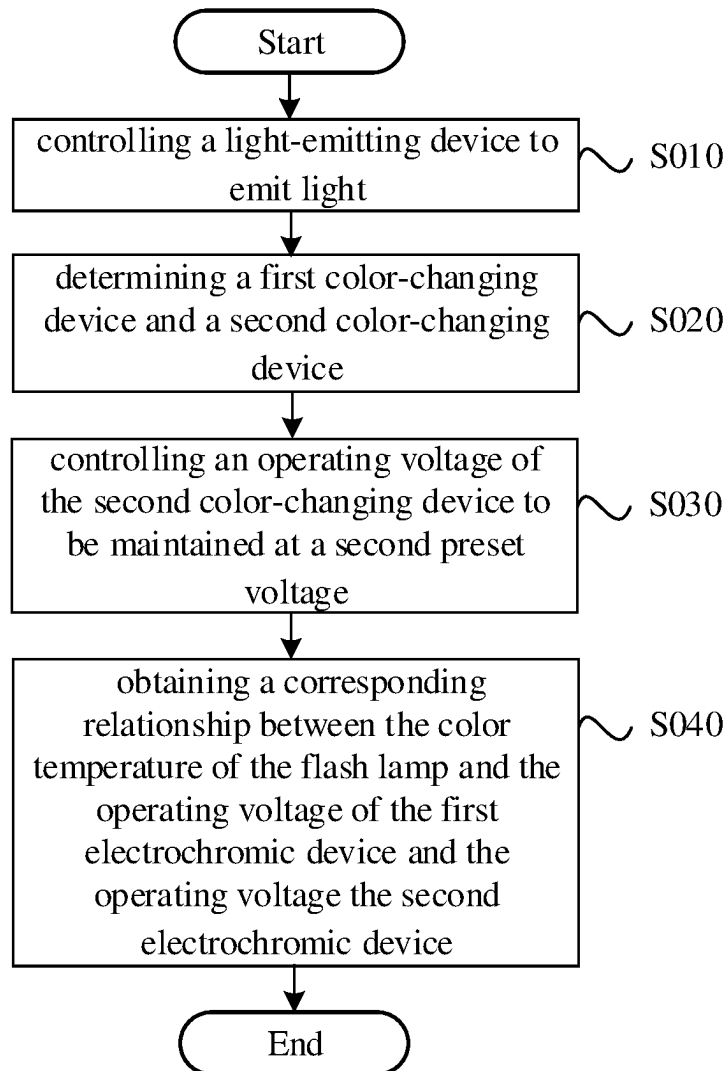 Start
controlling a light-emitting device to
emit light
S010
determining a first color-changing
device and a second color-changing
device
S020
controlling an operating voltage of
the second color-changing device to
be maintained at a second preset
voltage
S030
obtaining a corresponding
relationship between the color
temperature of the flash lamp and the
operating voltage of the first
electrochromic device and the
operating voltage the second
electrochromic device
S040
End